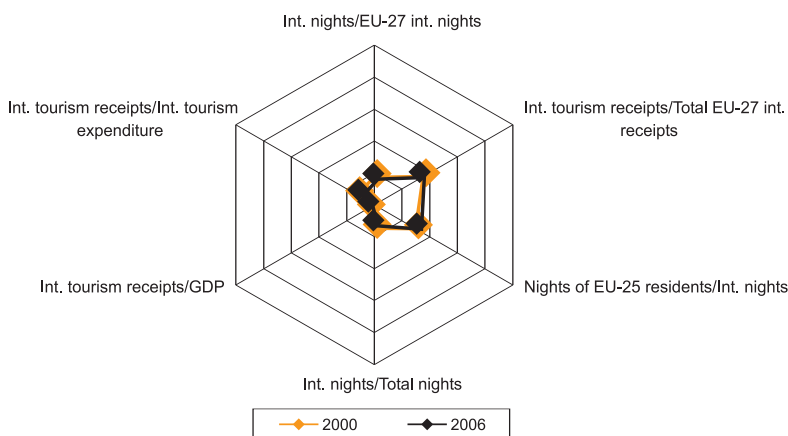 Int. nights/EU-27 int. nights
Int. tourism receipts/Int. tourism
expenditure
Int. tourism receipts/Total EU-27 int.
receipts
Int. tourism receipts/GDP
Nights of EU-25 residents/Int. nights
Int. nights/Total nights
2000
2006